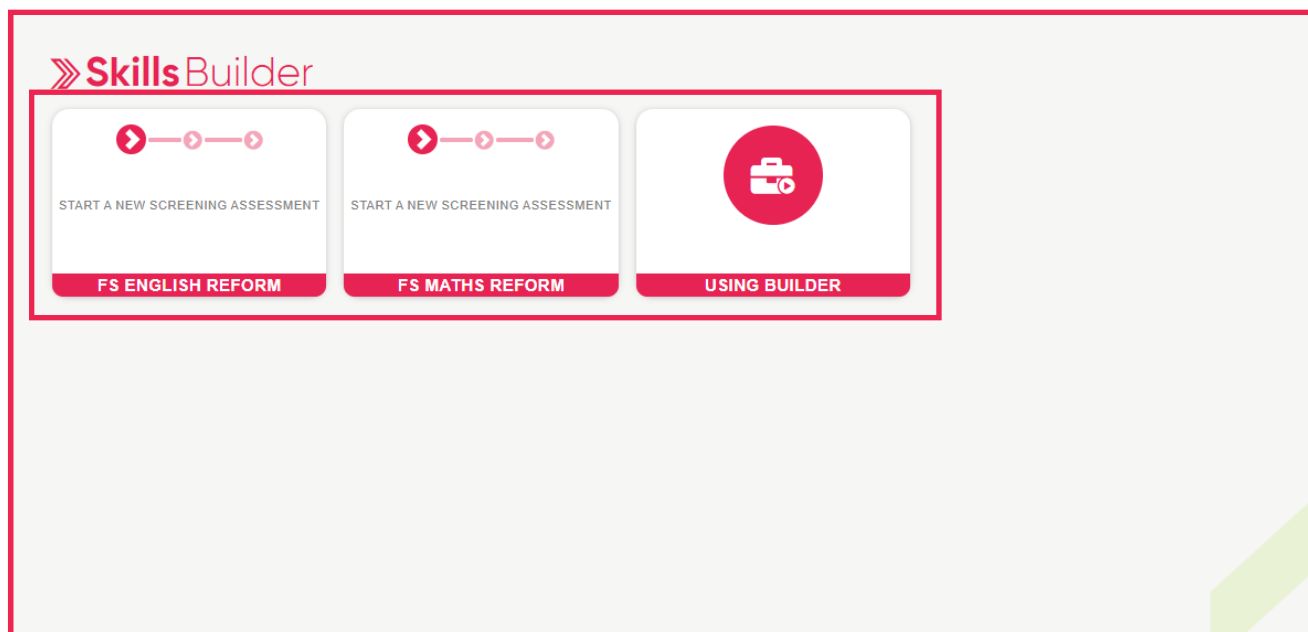 Skills Builder
START A NEW SCREENING ASSESSMENT
FS ENGLISH REFORM
START A NEW SCREENING ASSESSMENT
FS MATHS REFORM
USING BUILDER